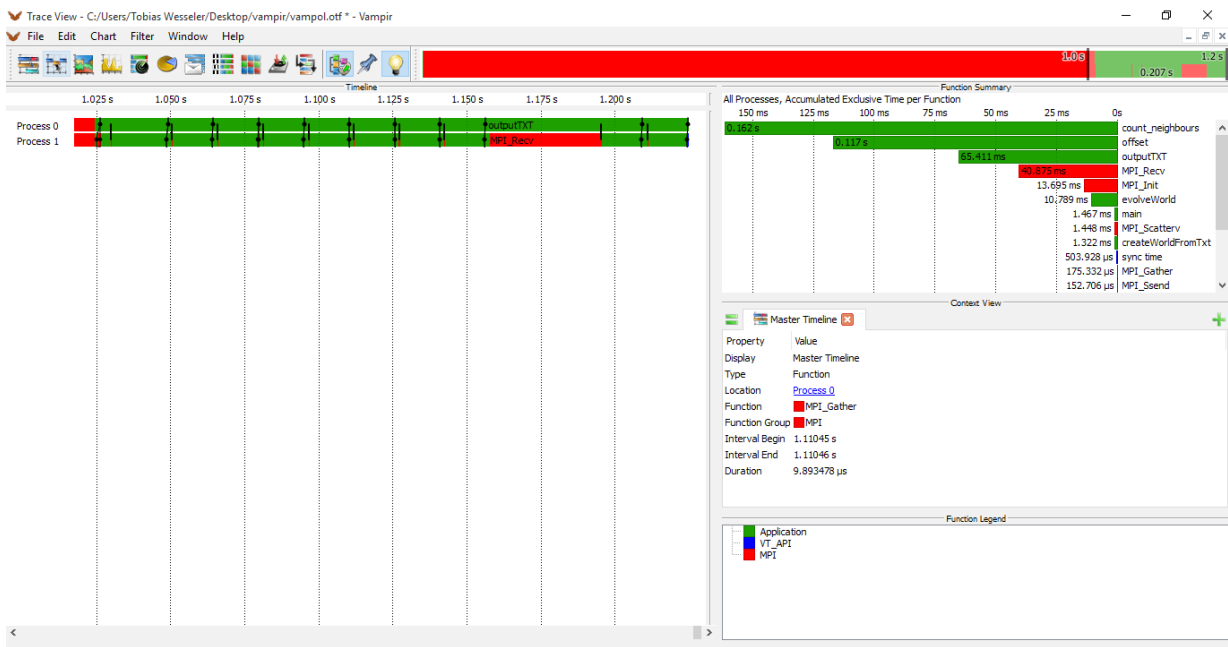 Trace View - C:/Users/Tobias Wesseler/Desktop/vampir/vampol.otf * - Vampir
File Edit Chart Filter Window Help
1.0 s 1.2 s
0.207 s
Timeline
1.025 s 1.050 s 1.075 s 1.100 s 1.125 s 1.150 s 1.175 s 1.200 s
Process 0 outputTXT
Process 1 MPI_Recv
Function Summary
All Processes, Accumulated Exclusive Time per Function
150 ms 125 ms 100 ms 75 ms 50 ms 25 ms 0s
0.162 s count_neighbours
0.117 s offset
65.411 ms outputTXT
40.675 ms MPI_Recv
13.695 ms MPI_Init
10.789 ms evolveWorld
1.467 ms main
1.448 ms MPI_Scatterv
1.322 ms createWorldFromTxt
503.928 µs sync time
175.332 µs MPI_Gather
152.706 µs MPI_Ssend
Context View
Master Timeline
Property Value
Display Master Timeline
Type Function
Location Process 0
Function MPI_Gather
Function Group MPI
Interval Begin 1.11045 s
Interval End 1.11046 s
Duration 9.893478 µs
Function Legend
Application
VT_API
MPI